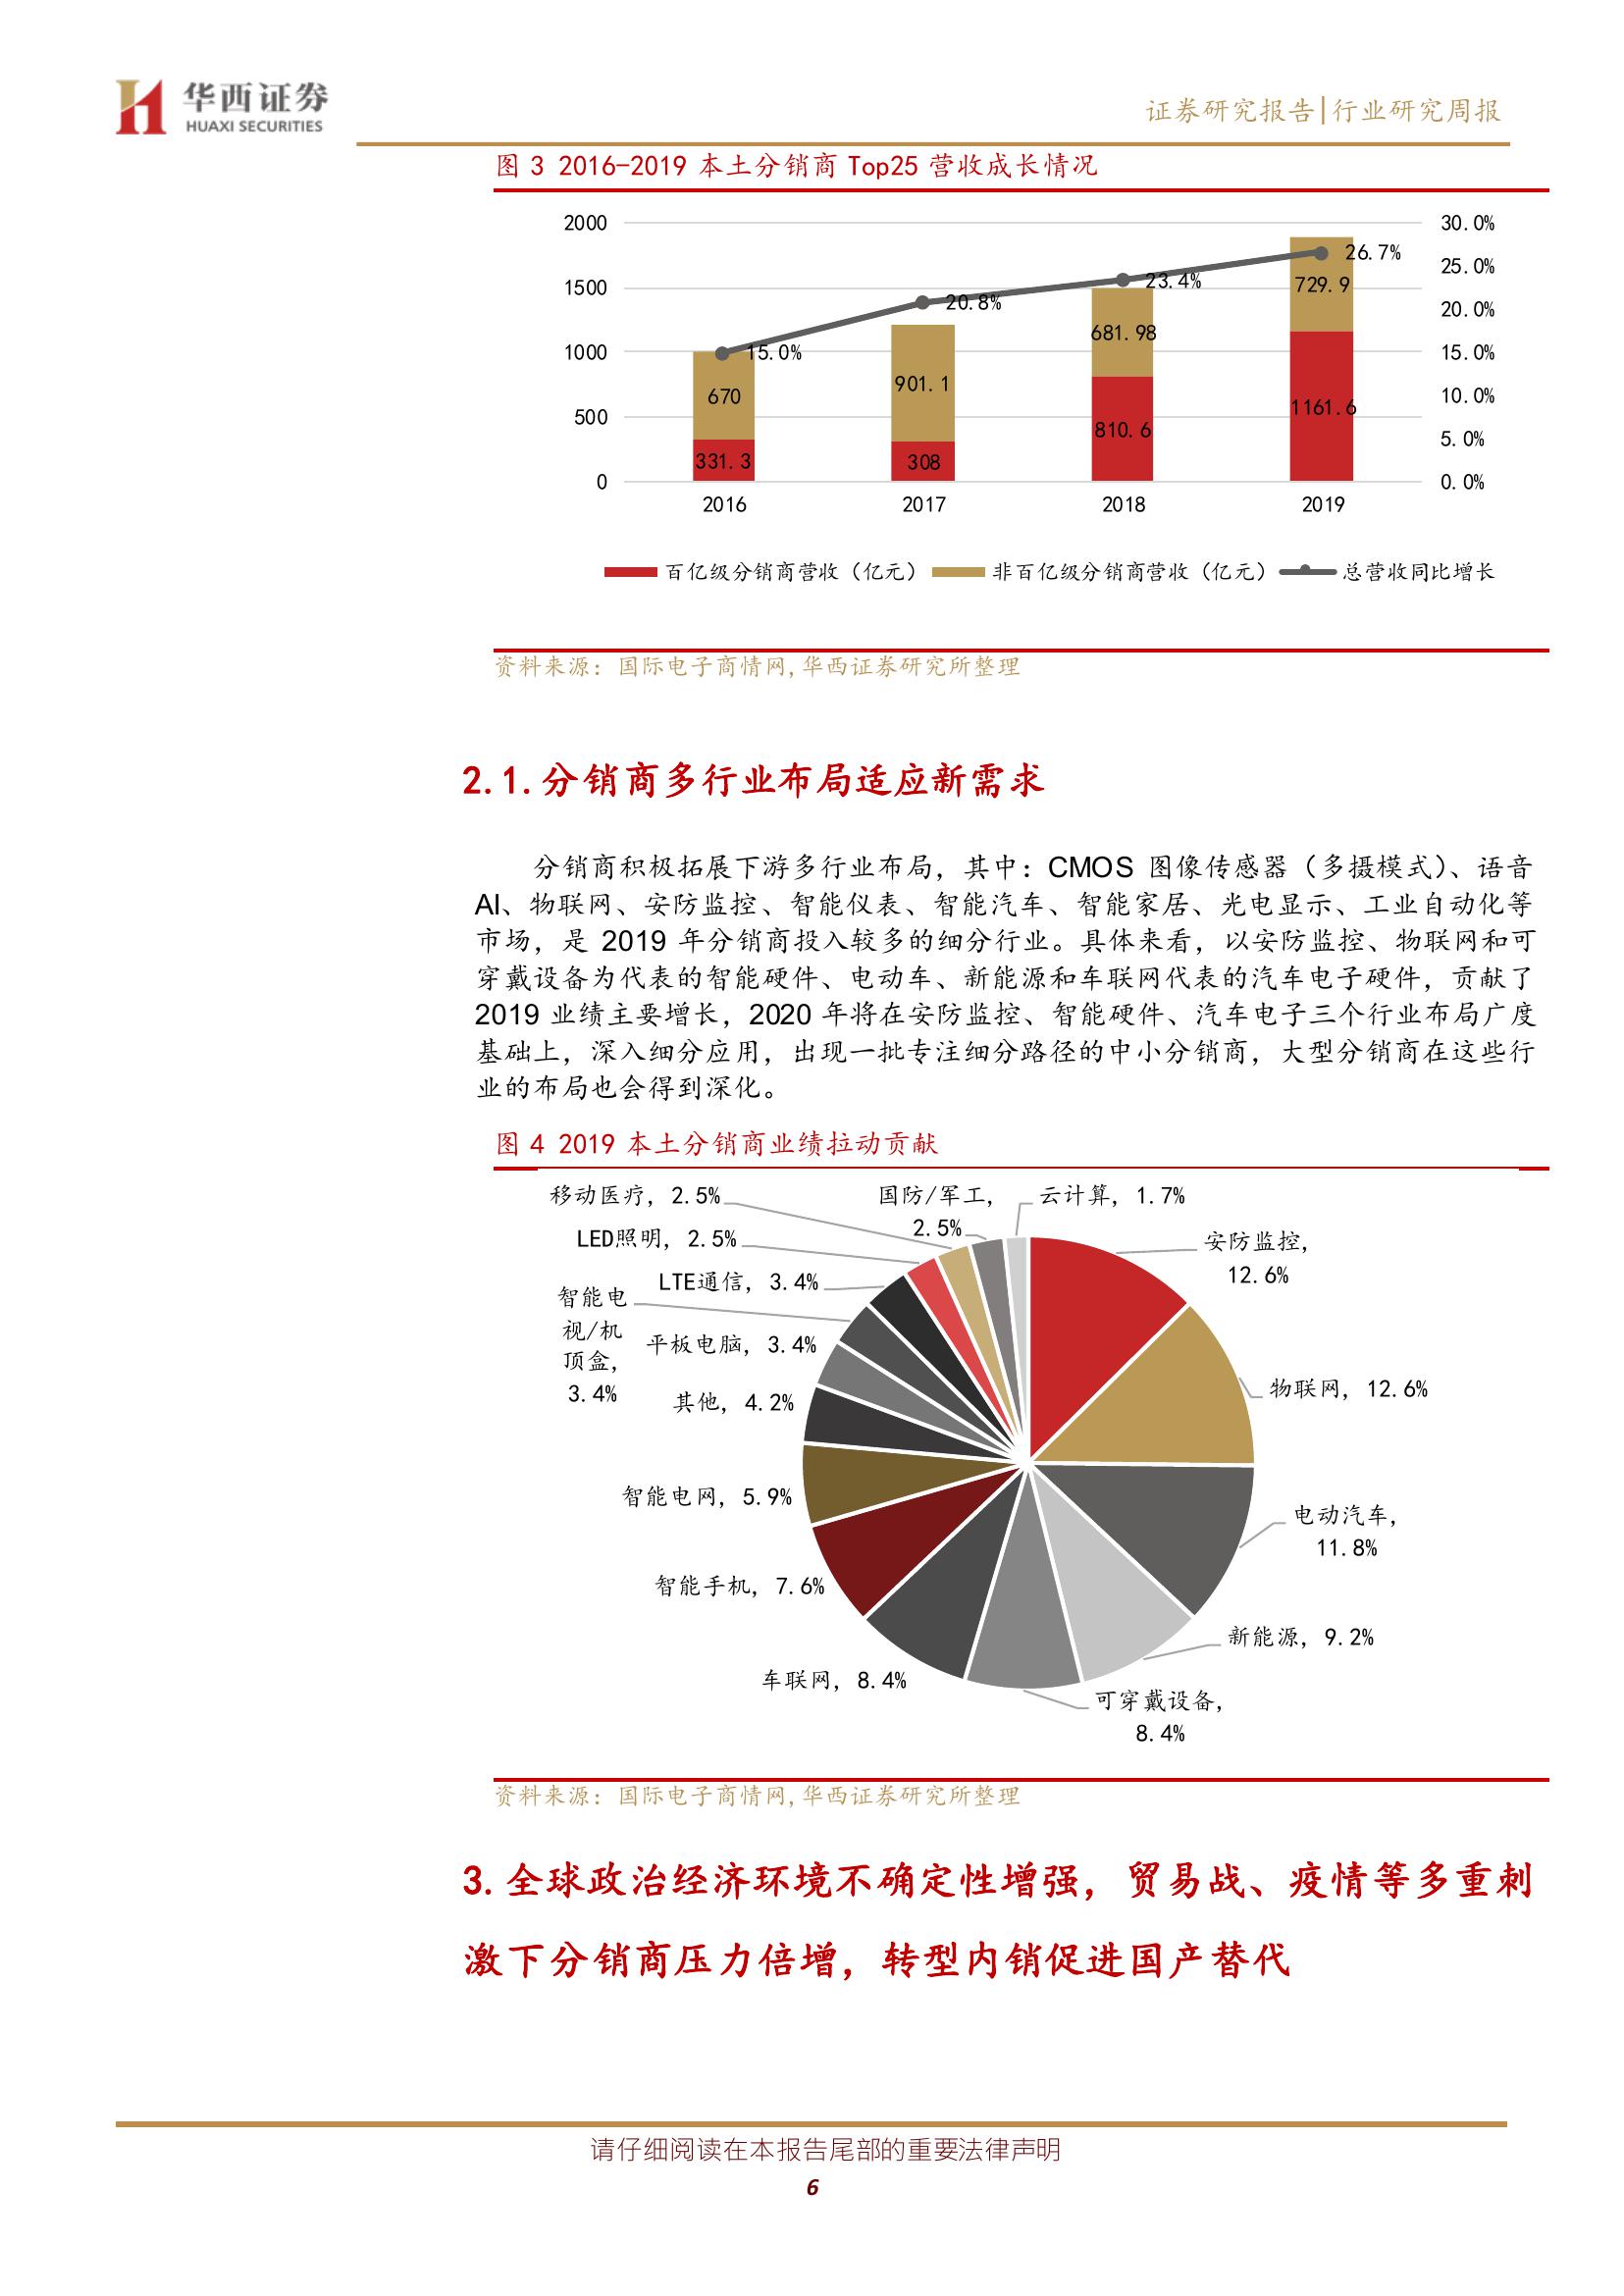 华西证券
HUAXI SECURITIES
证券研究报告|行业研究周报
图 3 2016-2019 本土分销商 Top25 营收成长情况
2000
1500
1000
500
0
30.0%
25.0%
20.0%
15.0%
10.0%
5.0%
0.0%
15.0%
20.8%
23.4%
26.7%
670
901.1
681.98
729.9
331.3
308
810.6
1161.6
2016
2017
2018
2019
百亿级分销商营收（亿元）
非百亿级分销商营收（亿元）
总营收同比增长
资料来源：国际电子商情网,华西证券研究所整理
2.1.分销商多行业布局适应新需求
分销商积极拓展下游多行业布局，其中：CMOS 图像传感器（多摄模式）、语音
AI、物联网、安防监控、智能仪表、智能汽车、智能家居、光电显示、工业自动化等
市场，是 2019 年分销商投入较多的细分行业。具体来看，以安防监控、物联网和可
穿戴设备为代表的智能硬件、电动车、新能源和车联网代表的汽车电子硬件，贡献了
2019 业绩主要增长，2020 年将在安防监控、智能硬件、汽车电子三个行业布局广度
基础上，深入细分应用，出现一批专注细分路径的中小分销商，大型分销商在这些行
业的布局也会得到深化。
图 4 2019 本土分销商业绩拉动贡献
移动医疗, 2.5%
国防/军工,
2.5%
云计算, 1.7%
LED照明, 2.5%
安防监控,
12.6%
LTE通信, 3.4%
智能电
视/机
顶盒,
3.4%
平板电脑, 3.4%
物联网, 12.6%
其他, 4.2%
智能电网, 5.9%
电动汽车,
11.8%
智能手机, 7.6%
新能源, 9.2%
车联网, 8.4%
可穿戴设备,
8.4%
资料来源：国际电子商情网,华西证券研究所整理
3.全球政治经济环境不确定性增强，贸易战、疫情等多重刺
激下分销商压力倍增，转型内销促进国产替代
请仔细阅读在本报告尾部的重要法律声明
6